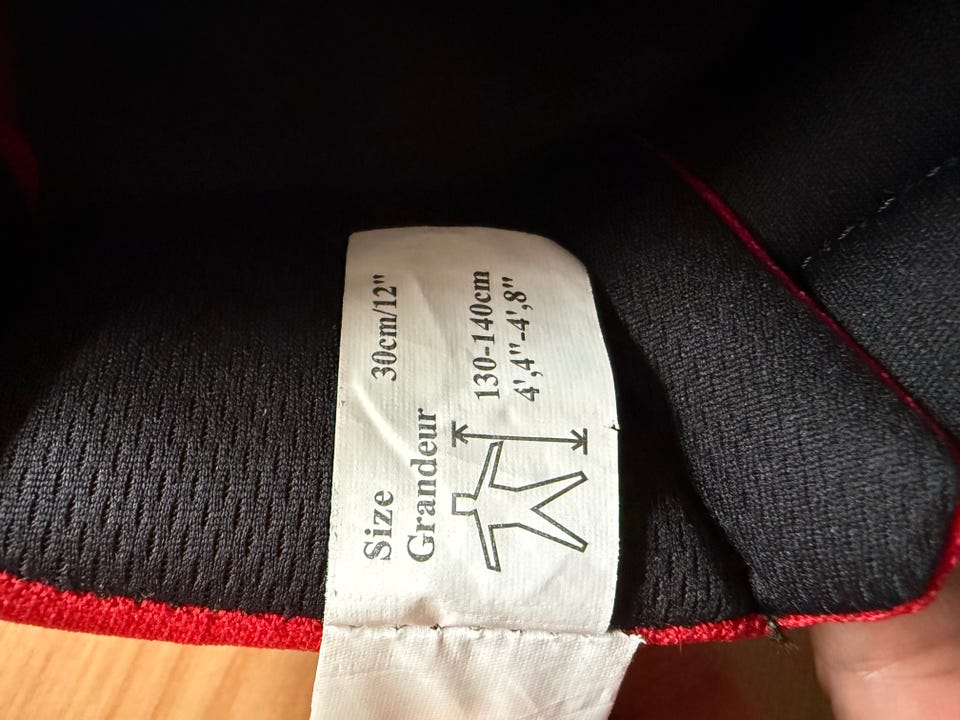 Size 30cm/12"
Grandeur
130-140cm
4',4"-4',8"